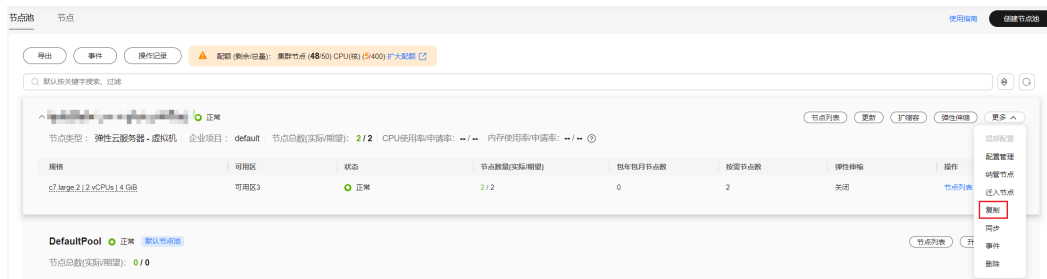 节点池 节点 使用指南 创建节点池
导出 事件 操作记录 配额 (剩余/总量): 集群节点 (48/50) CPU(核) (5/400) 扩大配额
默认按关键字搜索、过滤
正常 节点列表 更新 扩缩容 弹性伸缩 更多
节点类型: 弹性云服务器 - 虚拟机 企业项目: default 节点总数(实际/期望): 2 / 2 CPU使用率/申请率: -- / -- 内存使用率/申请率: -- / --
规格 可用区 状态 节点数量(实际/期望) 包年包月节点数 按需节点数 弹性伸缩 操作
c7.large.2 | 2 vCPUs | 4 GiB 可用区3 正常 2 / 2 0 2 关闭 节点列表
配置管理
纳管节点
迁入节点
复制
同步
事件
删除
DefaultPool 正常 默认节点池 节点列表 升
节点总数(实际/期望): 0 / 0